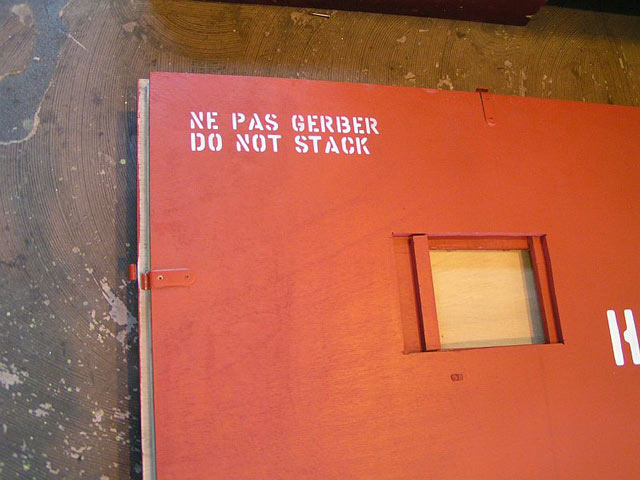 NE PAS GERBER
DO NOT STACK